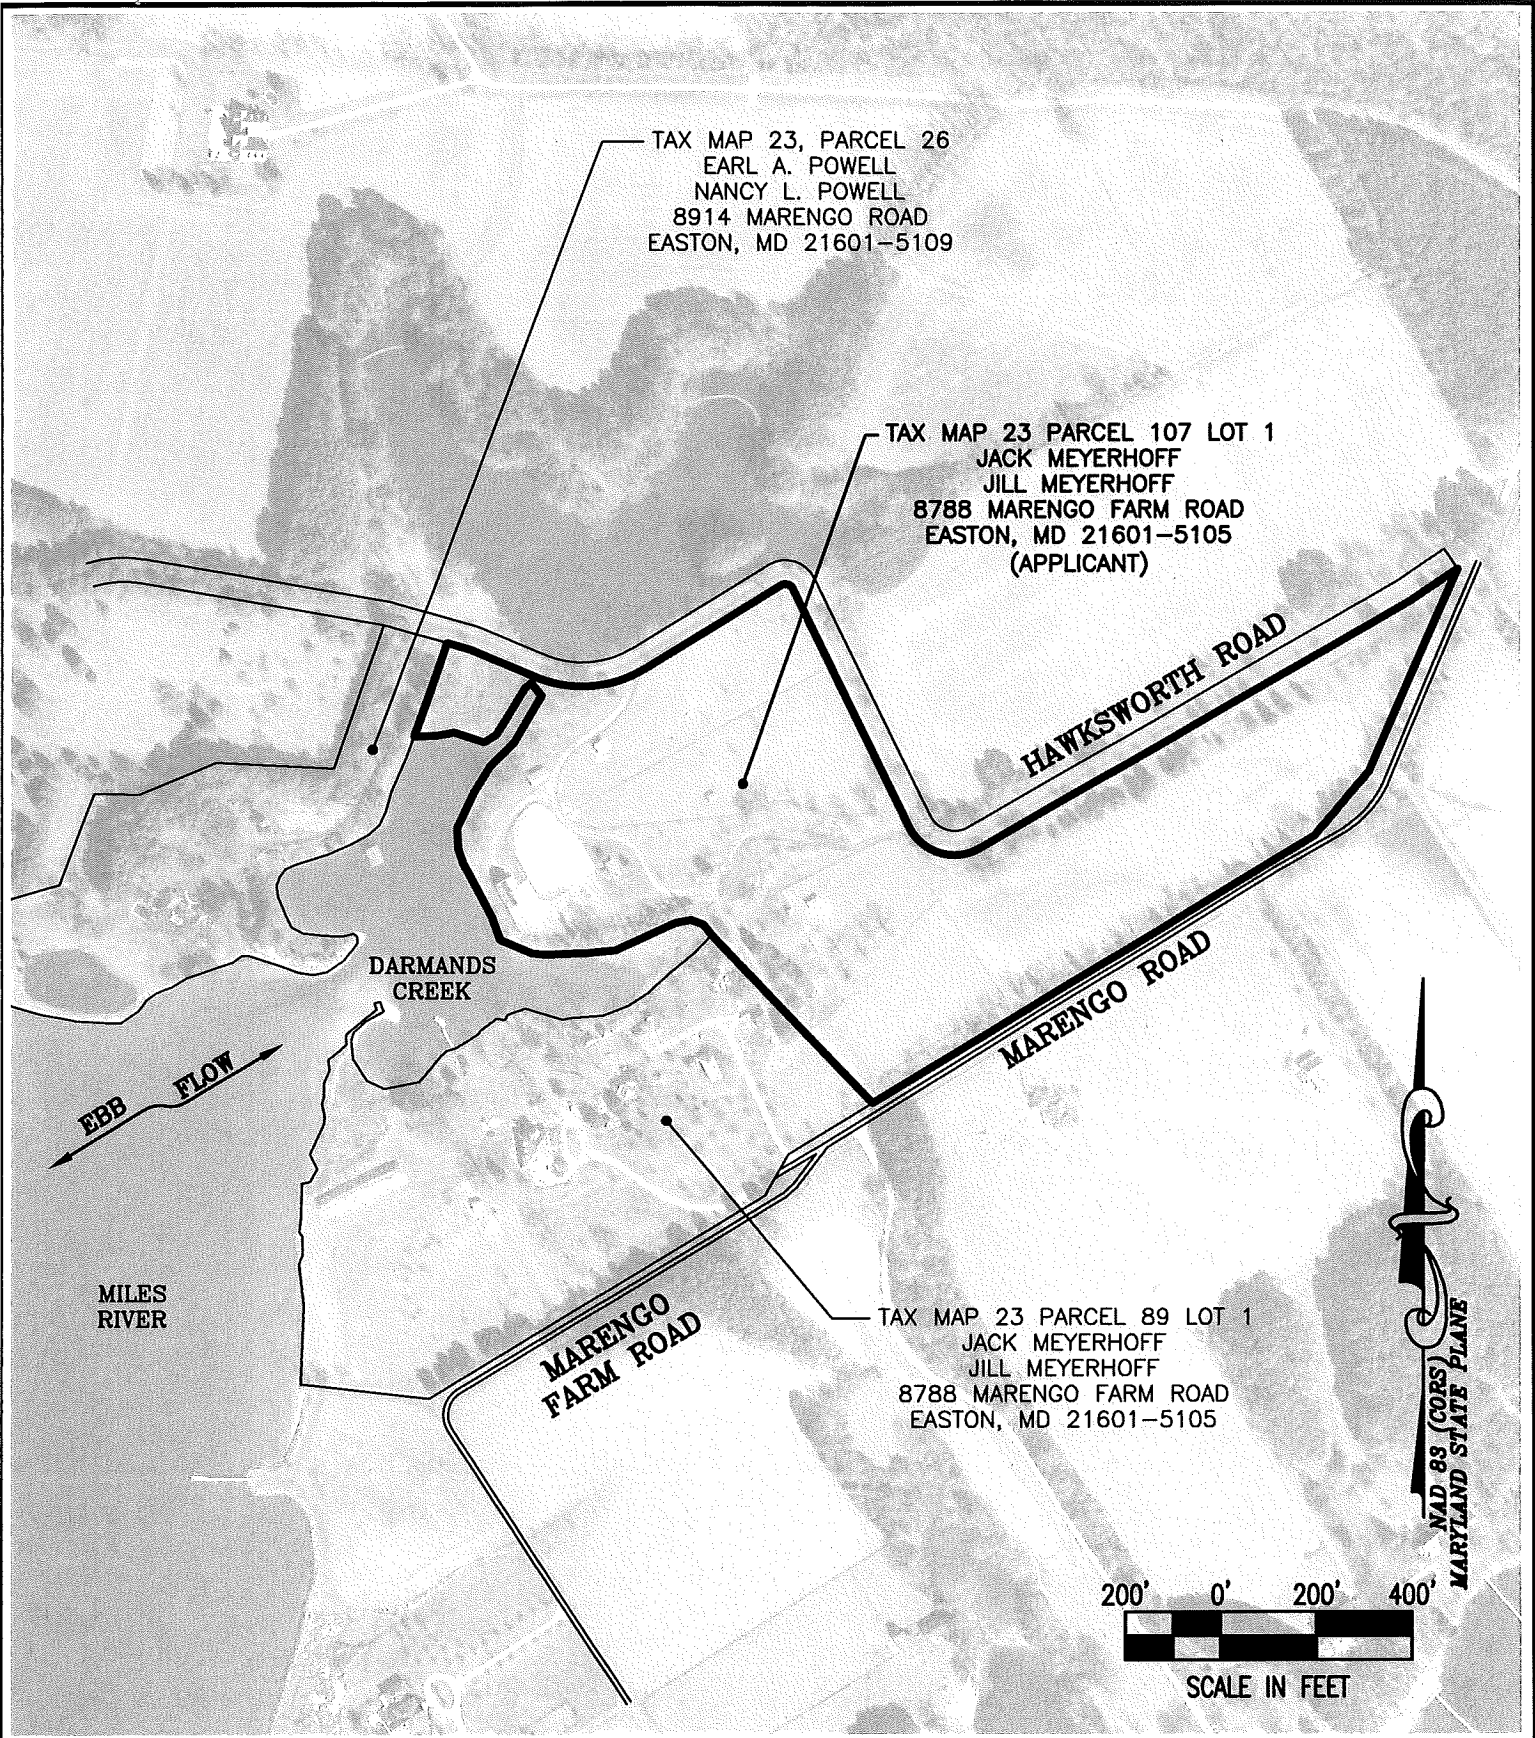 TAX MAP 23, PARCEL 26
EARL A. POWELL
NANCY L. POWELL
8914 MARENGO ROAD
EASTON, MD 21601-5109
TAX MAP 23 PARCEL 107 LOT 1
JACK MEYERHOFF
JILL MEYERHOFF
8788 MARENGO FARM ROAD
EASTON, MD 21601-5105
(APPLICANT)
HAWKSWORTH ROAD
DARMANDS
CREEK
MARENGO ROAD
EBB FLOW
MILES
RIVER
MARENGO
FARM ROAD
TAX MAP 23 PARCEL 89 LOT 1
JACK MEYERHOFF
JILL MEYERHOFF
8788 MARENGO FARM ROAD
EASTON, MD 21601-5105
NAD 83 (CORS)
MARYLAND STATE PLANE
200' 0' 200' 400'
SCALE IN FEET